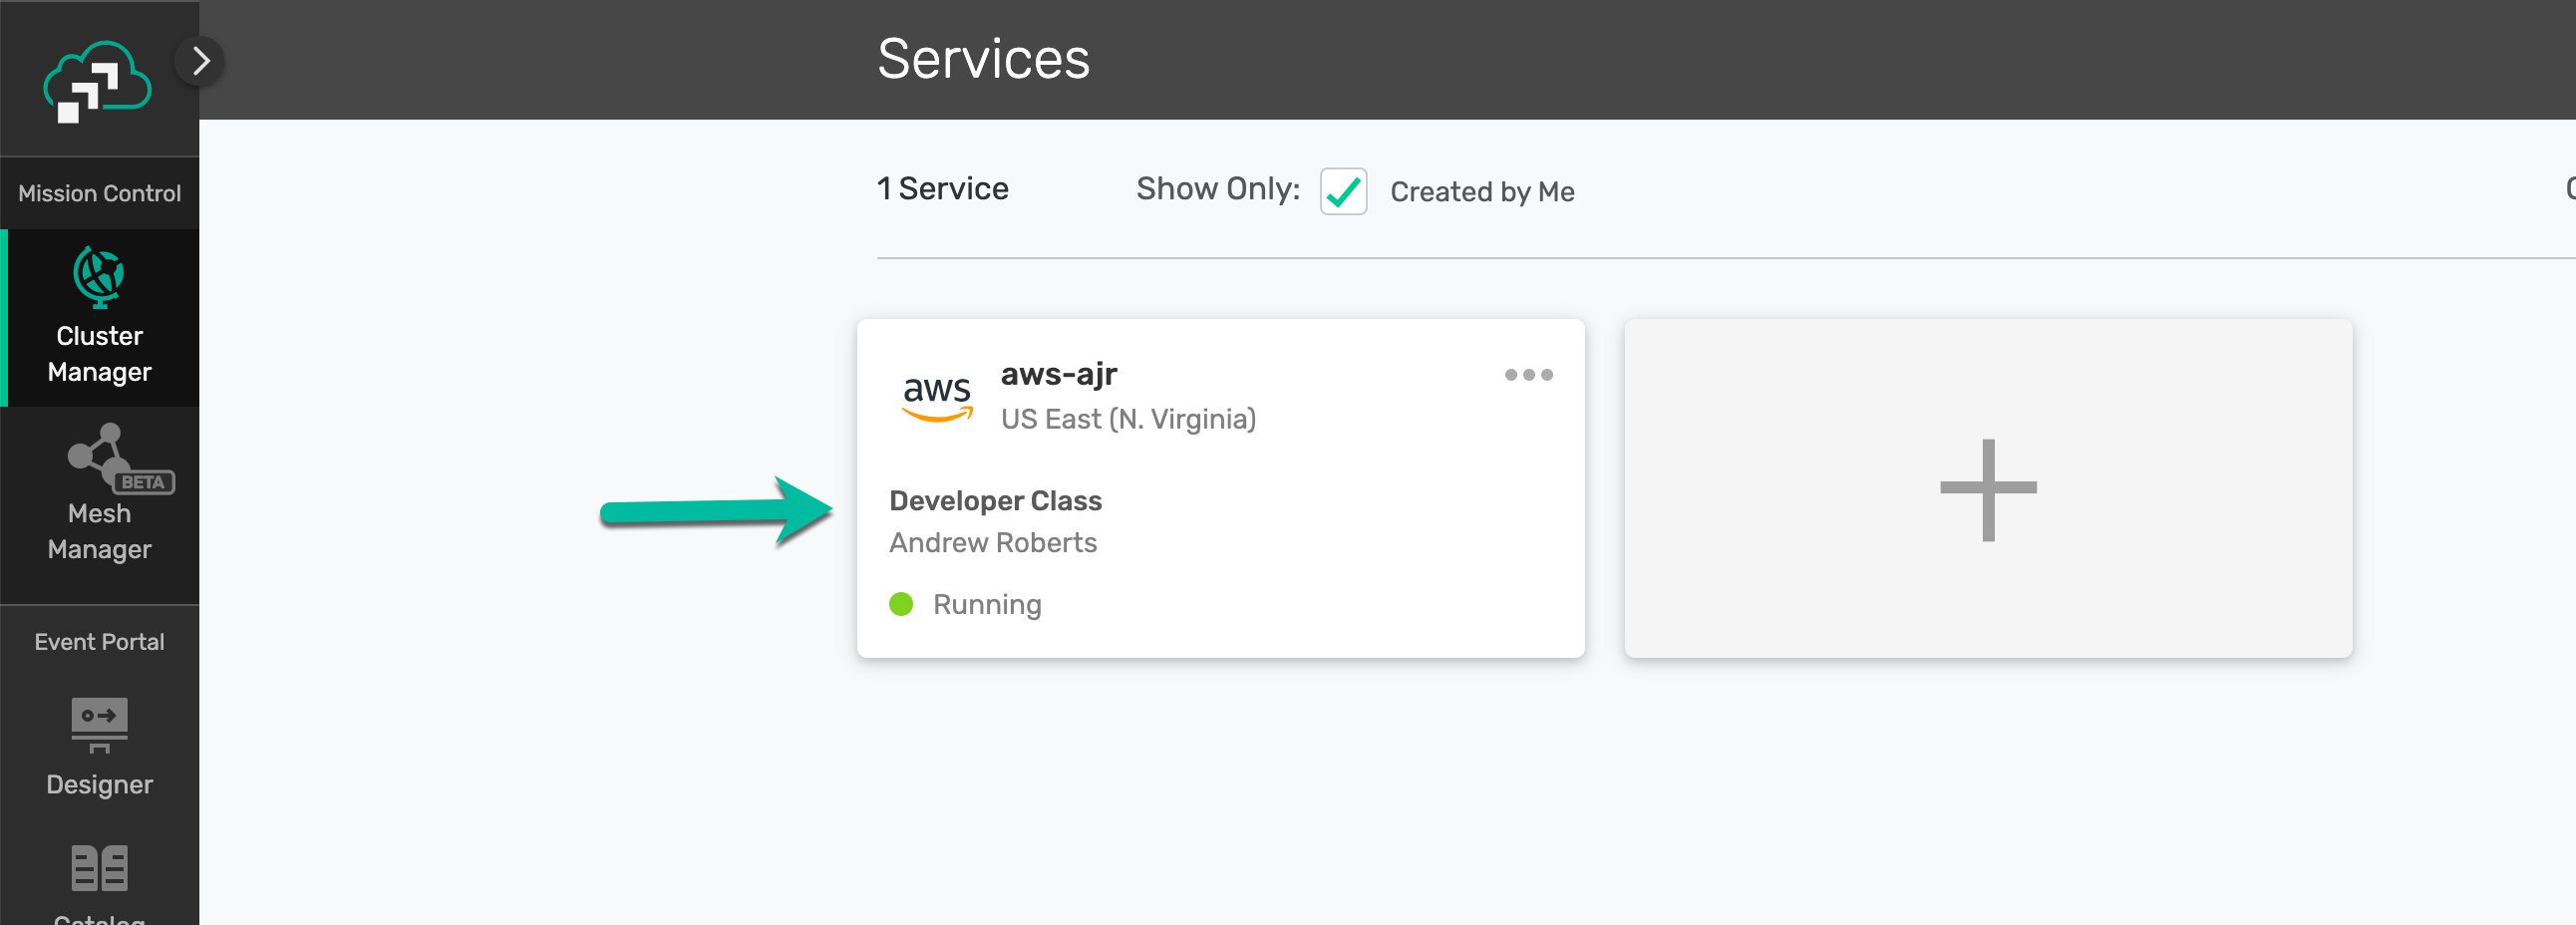 Services
Mission Control
Cluster
Manager
BETA
Mesh
Manager
Event Portal
Designer
Catalog
1 Service
Show Only:
Created by Me
aws
aws-ajr
US East (N. Virginia)
Developer Class
Andrew Roberts
Running